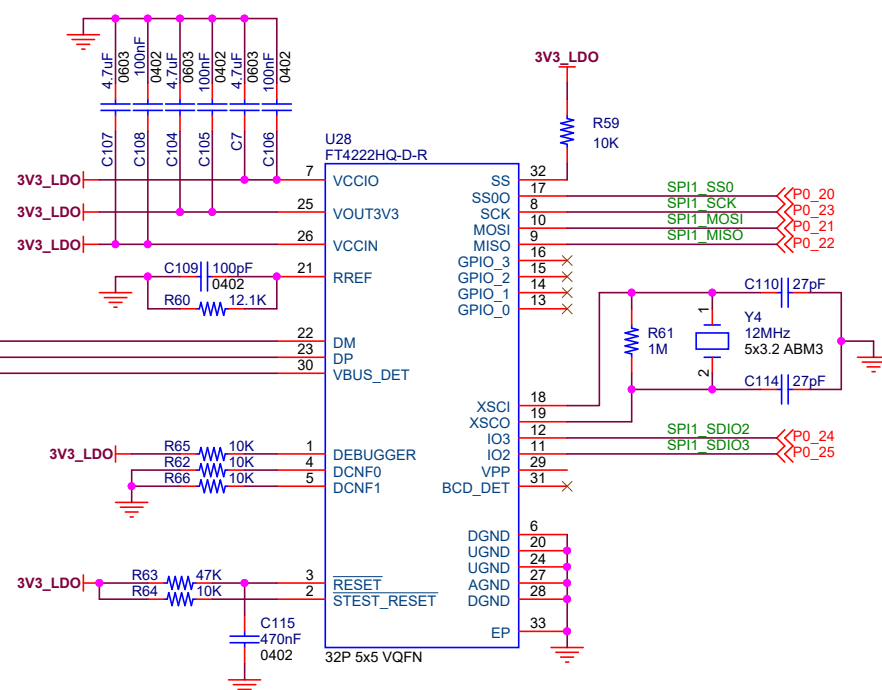 4.7uF 0603
100nF 0402
4.7uF 0603
100nF 0402
4.7uF 0603
100nF 0402
C107
C108
C104
C105
C7
C106
3V3_LDO
R59
10K
U28
FT4222HQ-D-R
3V3_LDO 7 VCCIO
3V3_LDO 25 VOUT3V3
3V3_LDO 26 VCCIN
C109 100pF 21 RREF
0402
R60 12.1K
22 DM
23 DP
30 VBUS_DET
3V3_LDO R65 10K 1 DEBUGGER
R62 10K 4 DCNF0
R66 10K 5 DCNF1
3V3_LDO R63 47K 3 RESET
R64 10K 2 STEST_RESET
C115
470nF
0402
SS 32
SS0O 17 SPI1_SS0 P0_20
SCK 8 SPI1_SCK P0_23
MOSI 10 SPI1_MOSI P0_21
MISO 9 SPI1_MISO P0_22
GPIO_3 16
GPIO_2 15
GPIO_1 14
GPIO_0 13
C110 27pF
R61
1M
1
Y4
12MHz
5x3.2 ABM3
2
C114 27pF
XSCI 18
XSCO 19
IO3 12 SPI1_SDIO2 P0_24
IO2 11 SPI1_SDIO3 P0_25
VPP 29
BCD_DET 31
DGND 6
UGND 20
UGND 24
AGND 27
DGND 28
EP 33
32P 5x5 VQFN